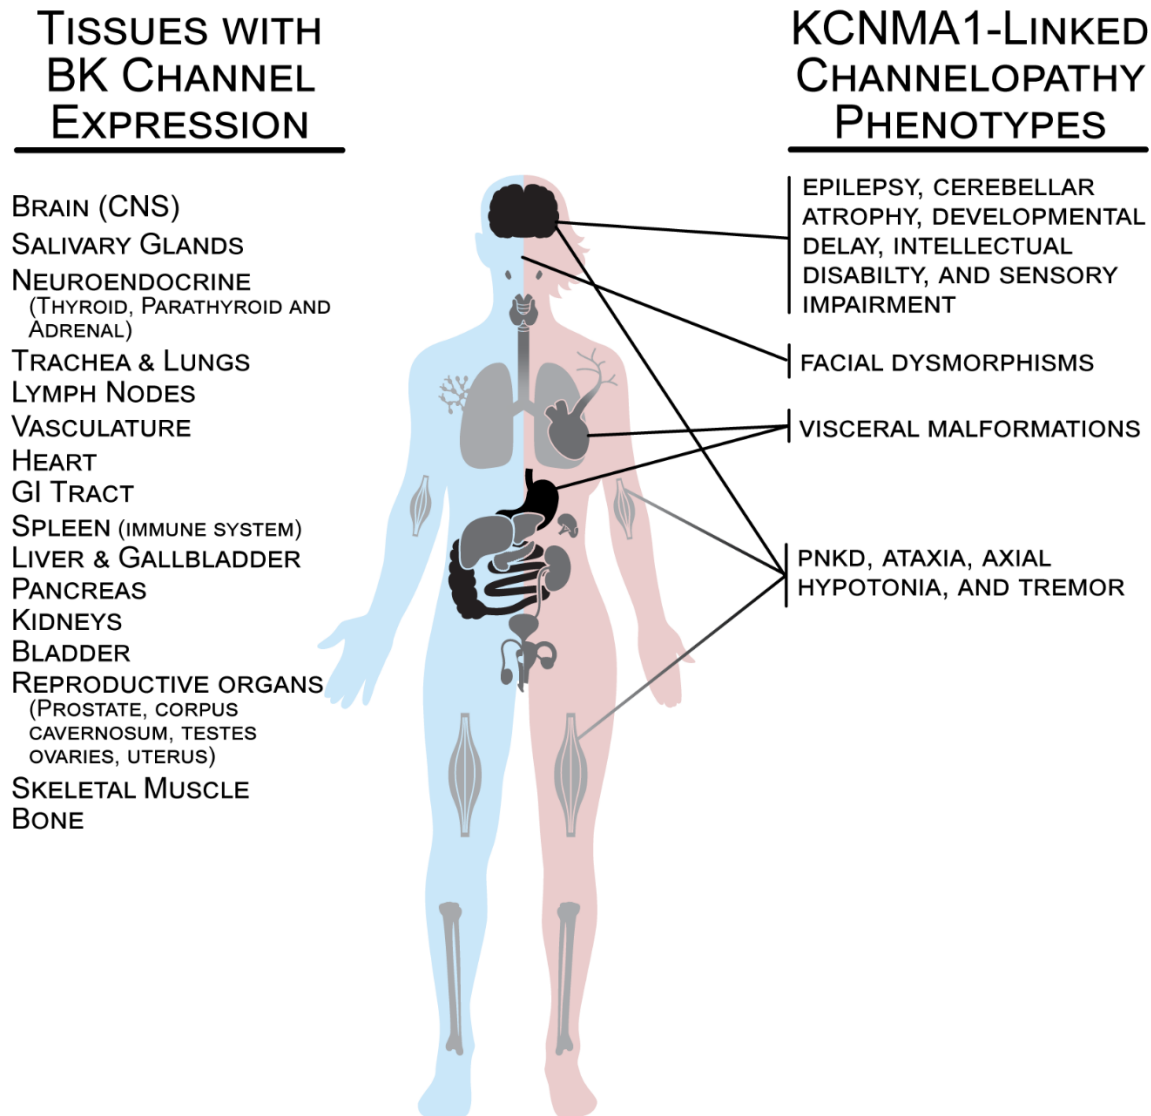 Tissues with
BK Channel
Expression
Brain (CNS)
Salivary Glands
Neuroendocrine
(Thyroid, Parathyroid and
Adrenal)
Trachea & Lungs
Lymph Nodes
Vasculature
Heart
GI Tract
Spleen (immune system)
Liver & Gallbladder
Pancreas
Kidneys
Bladder
Reproductive organs
(Prostate, corpus
cavernosum, testes
ovaries, uterus)
Skeletal Muscle
Bone
KCNMA1-Linked
Channelopathy
Phenotypes
epilepsy, cerebellar
atrophy, developmental
delay, intellectual
disabilty, and sensory
impairment
facial dysmorphisms
visceral malformations
PNKD, ataxia, axial
hypotonia, and tremor